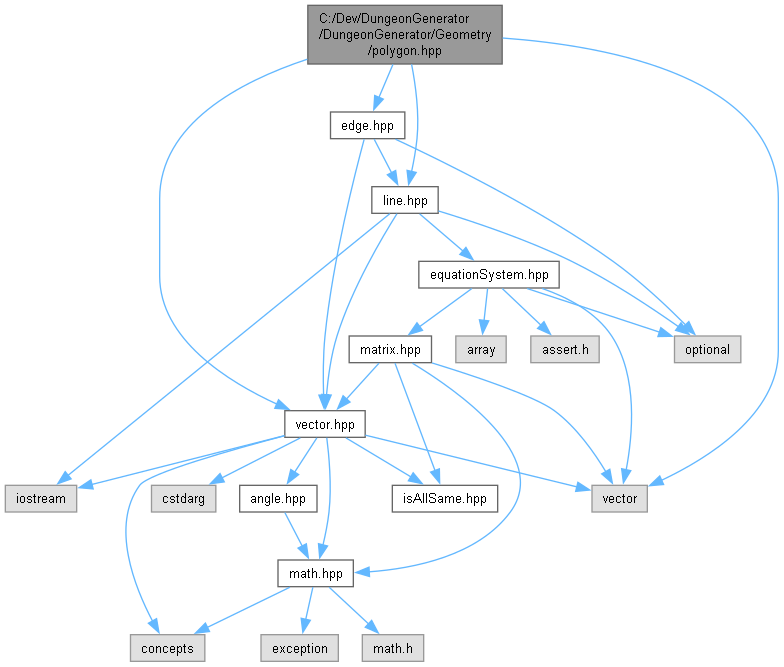 C:/Dev/DungeonGenerator
/DungeonGenerator/Geometry
/polygon.hpp
edge.hpp
line.hpp
equationSystem.hpp
matrix.hpp
array
assert.h
optional
vector.hpp
iostream
cstdarg
angle.hpp
isAllSame.hpp
vector
math.hpp
concepts
exception
math.h